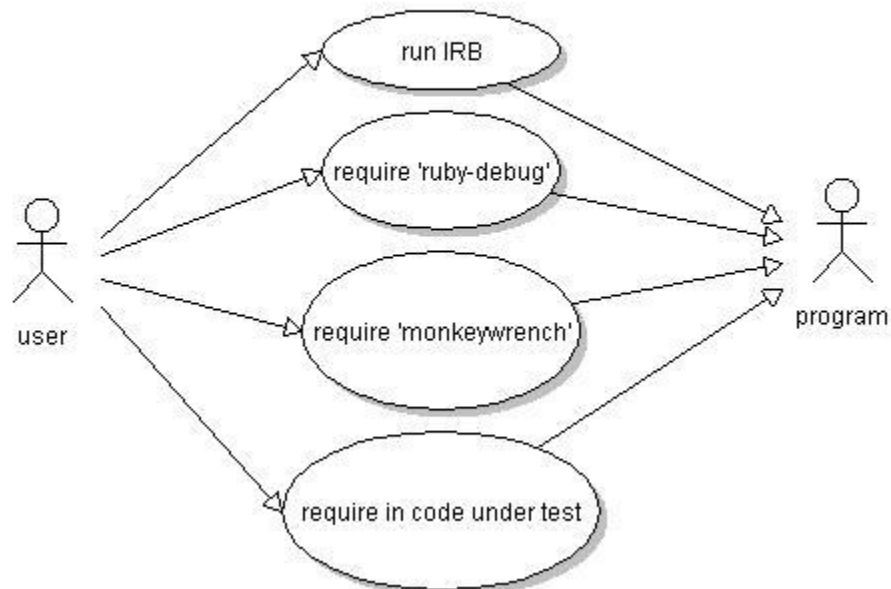 run IRB
require 'ruby-debug'
user
require 'monkeywrench'
program
require in code under test